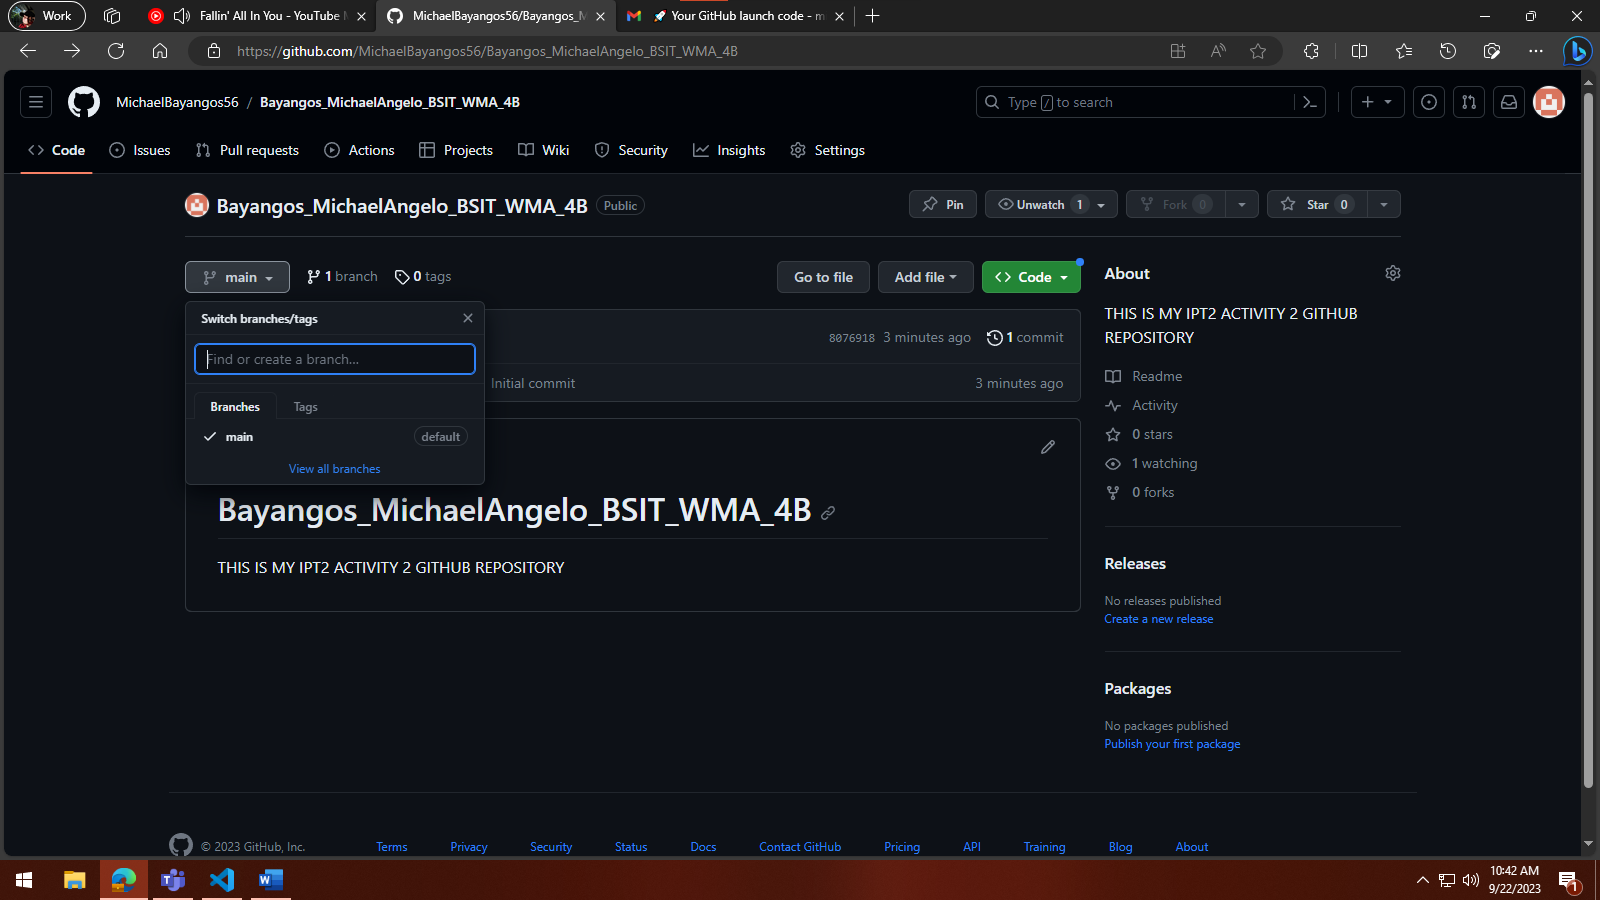 Work
Fallin' All In You - YouTube M
MichaelBayangos56/Bayangos_M
🚀 Your GitHub launch code - m
https://github.com/MichaelBayangos56/Bayangos_MichaelAngelo_BSIT_WMA_4B
MichaelBayangos56 / Bayangos_MichaelAngelo_BSIT_WMA_4B
Type / to search
Code
Issues
Pull requests
Actions
Projects
Wiki
Security
Insights
Settings
Bayangos_MichaelAngelo_BSIT_WMA_4B
Public
Pin
Unwatch 1
Fork 0
Star 0
main
1 branch
0 tags
Go to file
Add file
Code
Switch branches/tags
Find or create a branch...
Branches
Tags
main
default
View all branches
8076918 3 minutes ago
1 commit
Initial commit
3 minutes ago
Bayangos_MichaelAngelo_BSIT_WMA_4B
THIS IS MY IPT2 ACTIVITY 2 GITHUB REPOSITORY
About
THIS IS MY IPT2 ACTIVITY 2 GITHUB
REPOSITORY
Readme
Activity
0 stars
1 watching
0 forks
Releases
No releases published
Create a new release
Packages
No packages published
Publish your first package
© 2023 GitHub, Inc.
Terms
Privacy
Security
Status
Docs
Contact GitHub
Pricing
API
Training
Blog
About
10:42 AM
9/22/2023
1